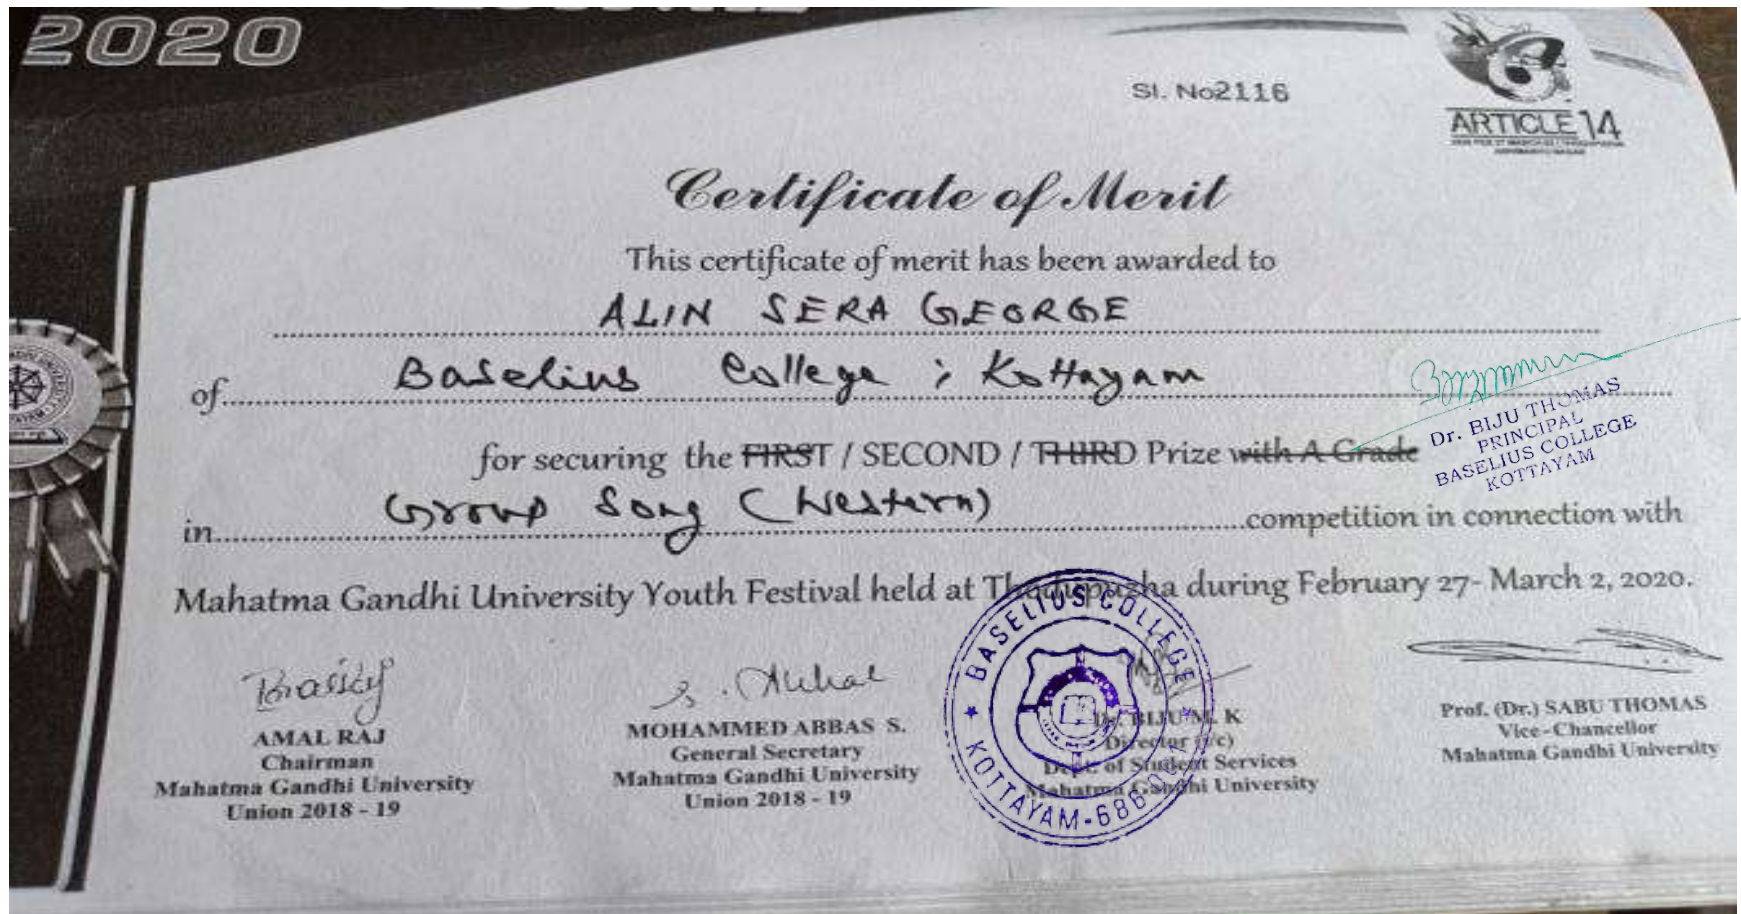 2020
Sl. No2116
ARTICLE 14
Certificate of Merit
This certificate of merit has been awarded to
ALIN SERA GEORGE
of Baselius College ; Kottayam
for securing the FIRST / SECOND / THIRD Prize with A Grade
Dr. BIJU THOMAS
PRINCIPAL
BASELIUS COLLEGE
KOTTAYAM
in Group Song (Western) competition in connection with
Mahatma Gandhi University Youth Festival held at Thodupuzha during February 27- March 2, 2020.
BASELIUS COLLEGE
KOTTAYAM-686 001
AMAL RAJ
Chairman
Mahatma Gandhi University
Union 2018 - 19
MOHAMMED ABBAS S.
General Secretary
Mahatma Gandhi University
Union 2018 - 19
Dr. BIJU M. K
Director (i/c)
Dept. of Student Services
Mahatma Gandhi University
Prof. (Dr.) SABU THOMAS
Vice-Chancellor
Mahatma Gandhi University